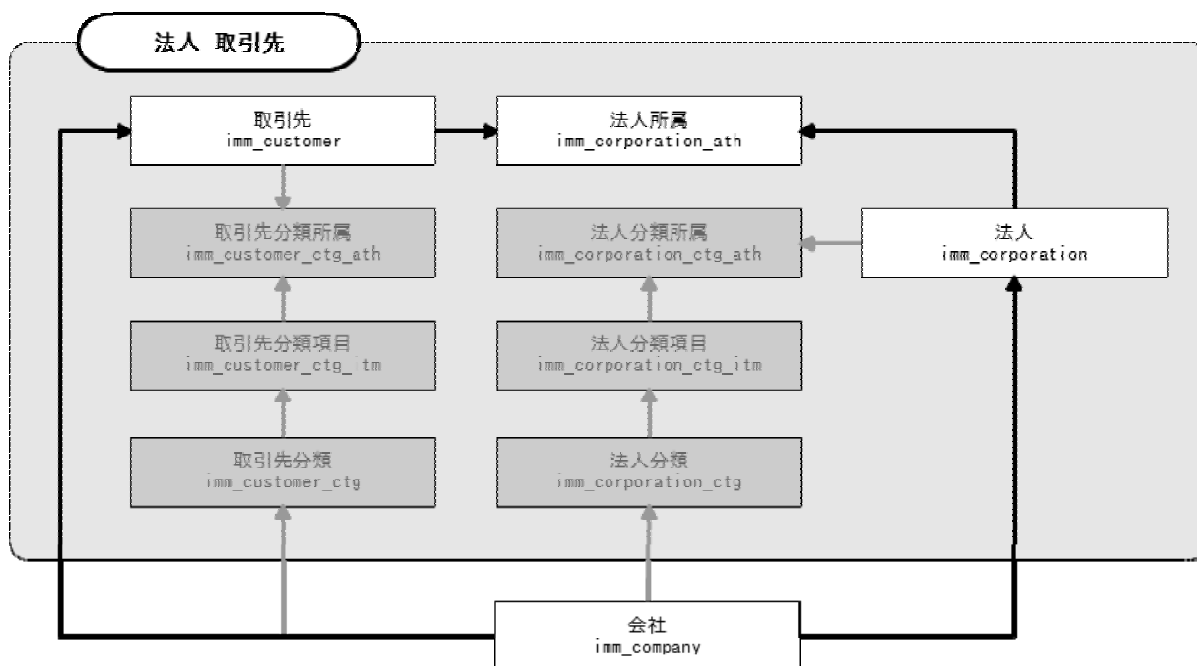 法人 取引先
取引先
imm_customer
法人所属
imm_corporation_ath
取引先分類所属
imm_customer_ctg_ath
法人分類所属
imm_corporation_ctg_ath
法人
imm_corporation
取引先分類項目
imm_customer_ctg_itm
法人分類項目
imm_corporation_ctg_itm
取引先分類
imm_customer_ctg
法人分類
imm_corporation_ctg
会社
imm_company